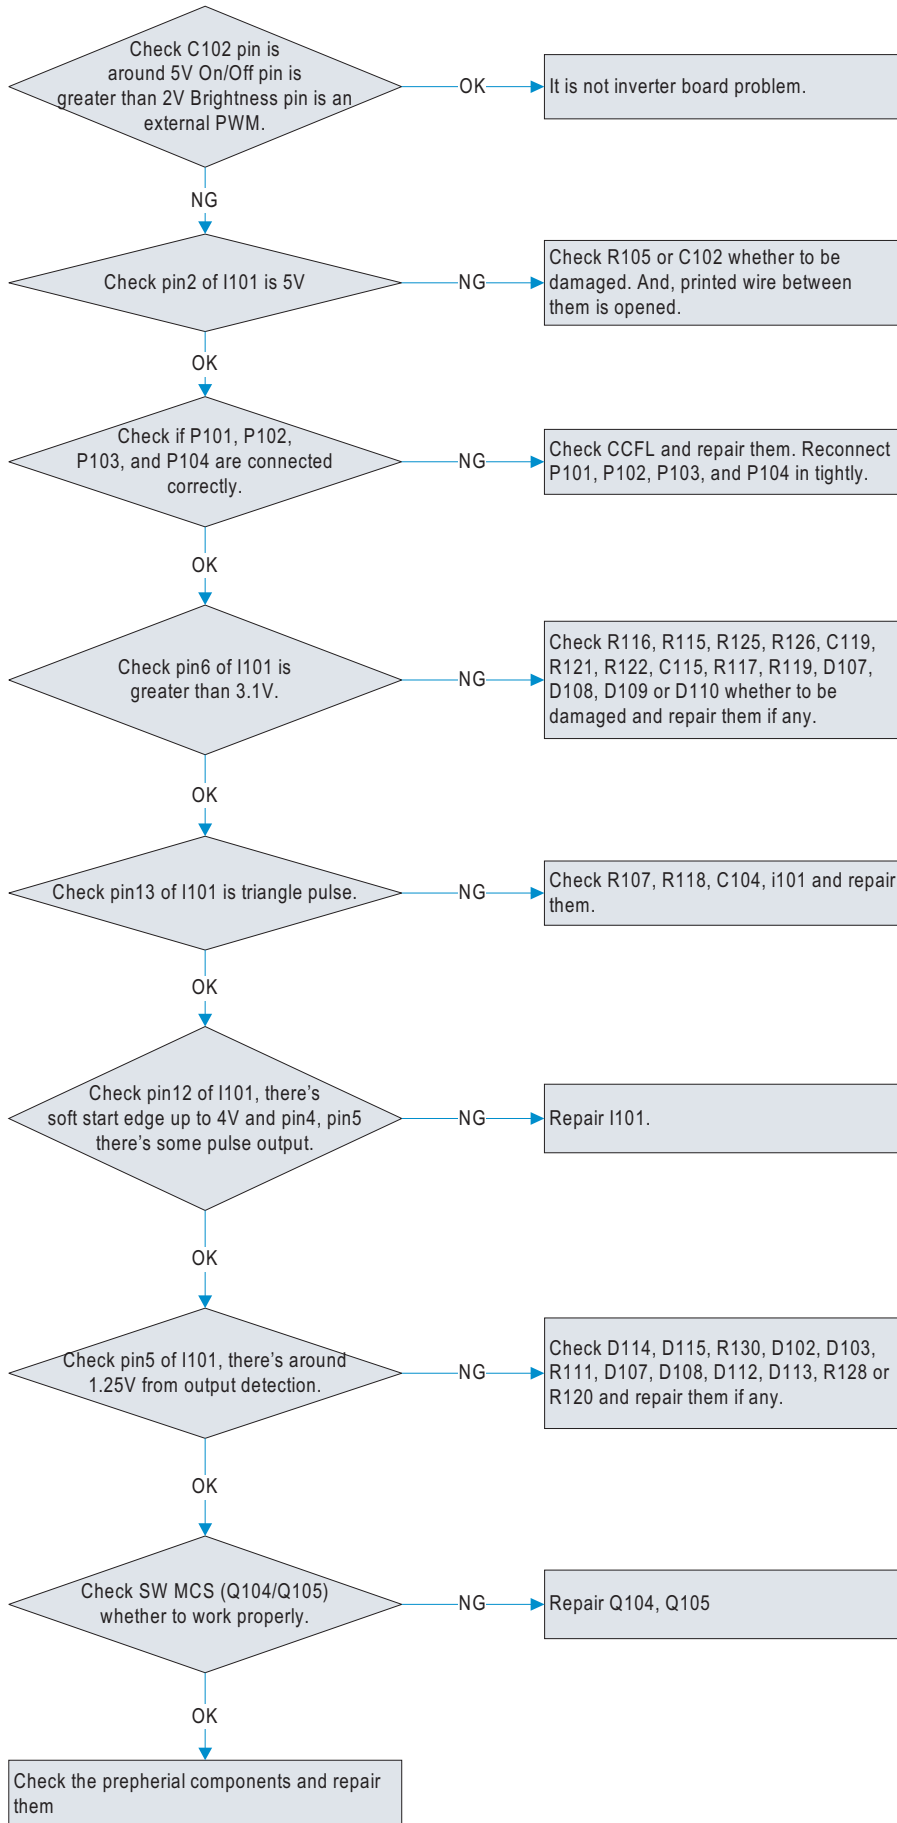 Check C102 pin is
around 5V On/Off pin is
greater than 2V Brightness pin is an
external PWM.
OK
It is not inverter board problem.
NG
Check pin2 of I101 is 5V
NG
Check R105 or C102 whether to be
damaged. And, printed wire between
them is opened.
OK
Check if P101, P102,
P103, and P104 are connected
correctly.
NG
Check CCFL and repair them. Reconnect
P101, P102, P103, and P104 in tightly.
OK
Check pin6 of I101 is
greater than 3.1V.
NG
Check R116, R115, R125, R126, C119,
R121, R122, C115, R117, R119, D107,
D108, D109 or D110 whether to be
damaged and repair them if any.
OK
Check pin13 of I101 is triangle pulse.
NG
Check R107, R118, C104, i101 and repair
them.
OK
Check pin12 of I101, there's
soft start edge up to 4V and pin4, pin5
there's some pulse output.
NG
Repair I101.
OK
Check pin5 of I101, there's around
1.25V from output detection.
NG
Check D114, D115, R130, D102, D103,
R111, D107, D108, D112, D113, R128 or
R120 and repair them if any.
OK
Check SW MCS (Q104/Q105)
whether to work properly.
NG
Repair Q104, Q105
OK
Check the prepherial components and repair
them